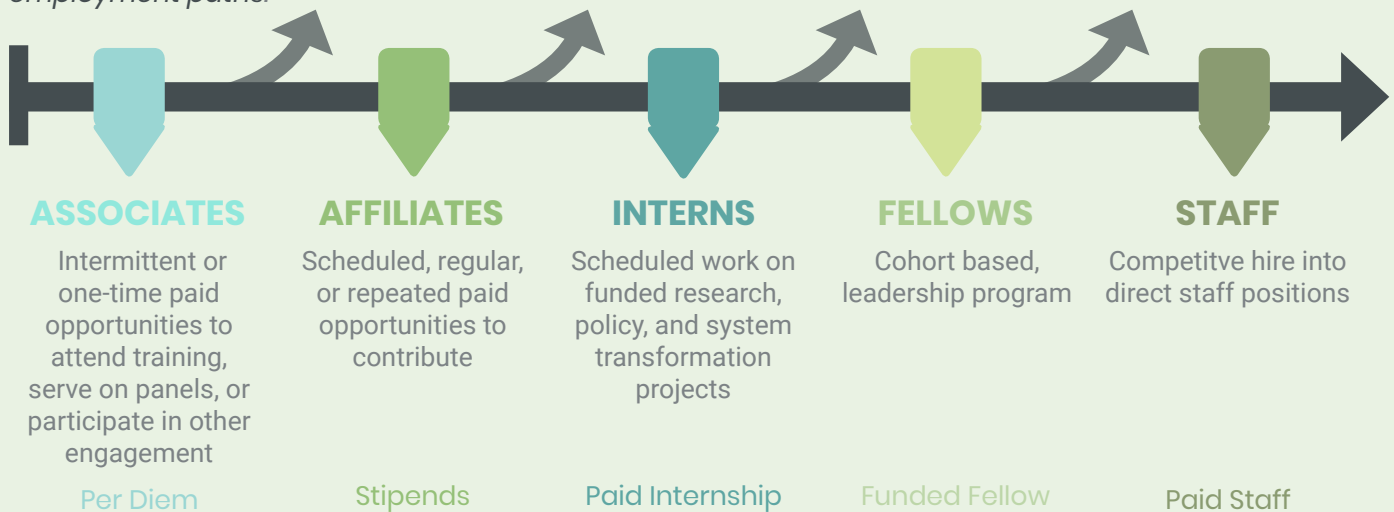 employment paths.
ASSOCIATES
Intermittent or
one-time paid
opportunities to
attend training,
serve on panels, or
participate in other
engagement
Per Diem
AFFILIATES
Scheduled, regular,
or repeated paid
opportunities to
contribute
Stipends
INTERNS
Scheduled work on
funded research,
policy, and system
transformation
projects
Paid Internship
FELLOWS
Cohort based,
leadership program
Funded Fellow
STAFF
Competitve hire into
direct staff positions
Paid Staff